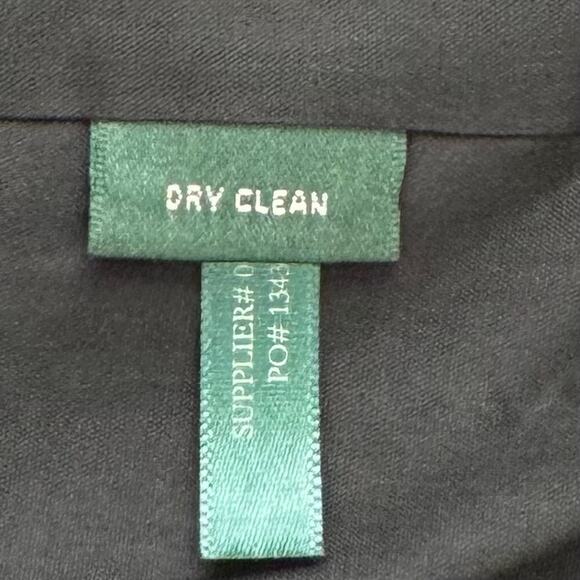 DRY CLEAN
SUPPLIER# 0
PO# 1343